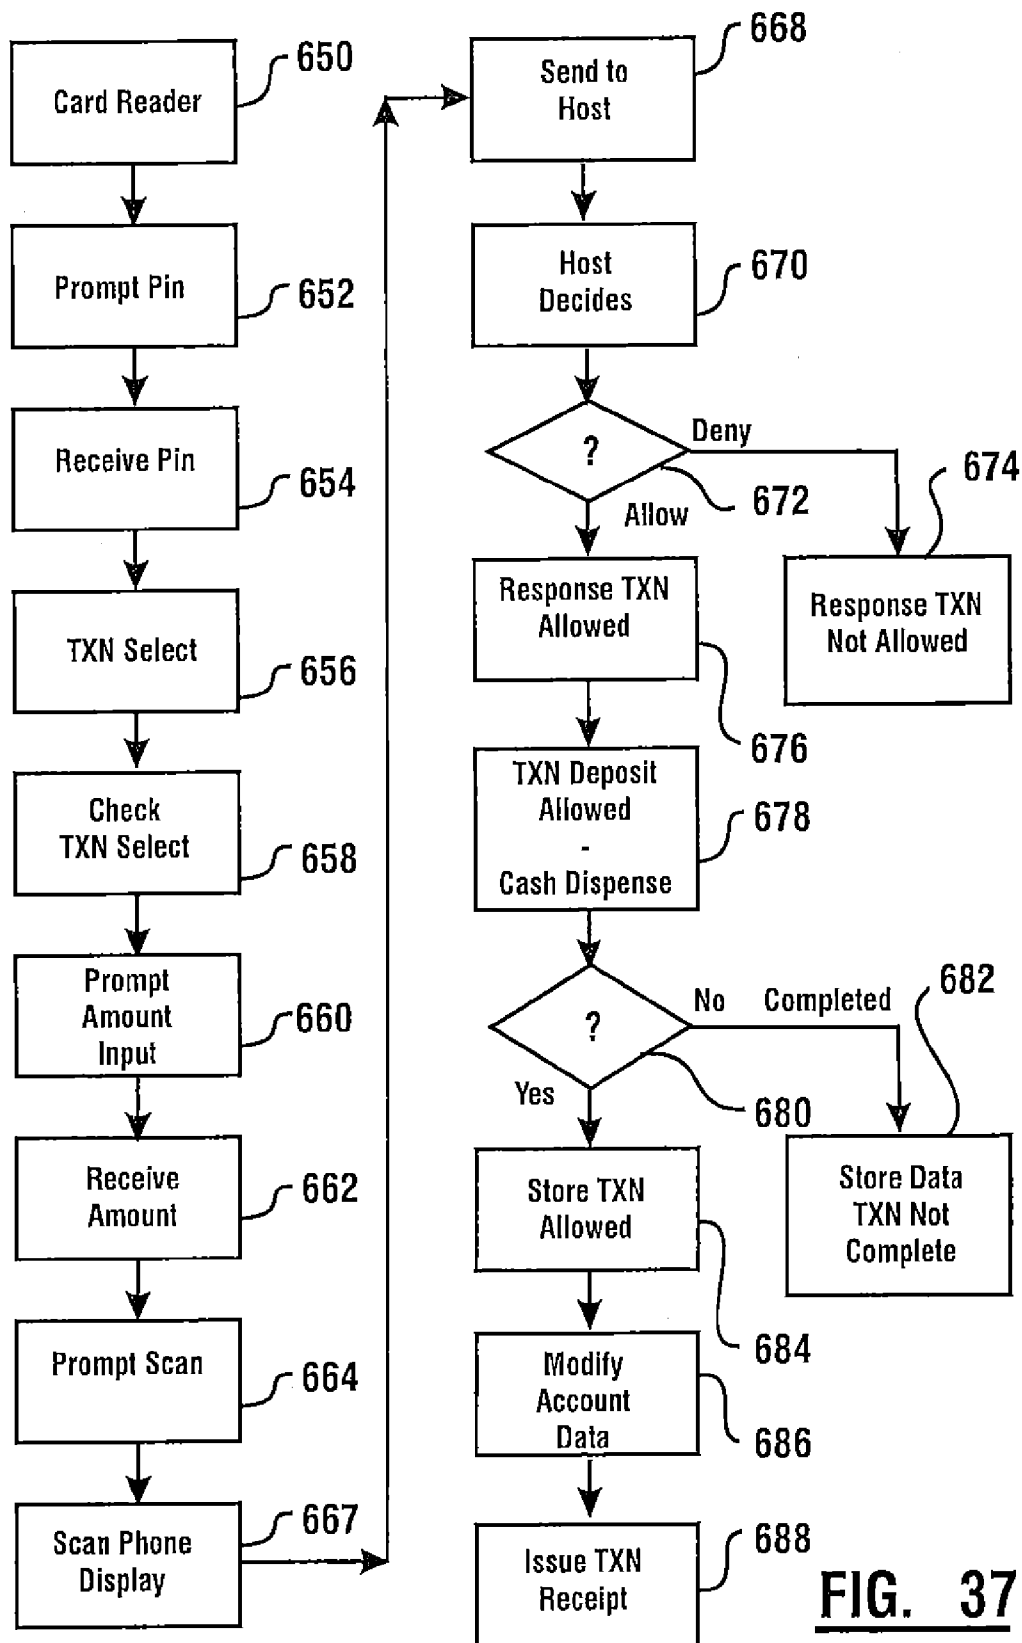 650
Card Reader
Prompt Pin
652
Receive Pin
654
TXN Select
656
Check
TXN Select
658
Prompt
Amount
Input
660
Receive
Amount
662
Prompt Scan
664
667
Scan Phone
Display
668
Send to
Host
Host
Decides
670
?
Deny
672
Allow
674
Response TXN
Allowed
676
Response TXN
Not Allowed
TXN Deposit
Allowed
-
Cash Dispense
678
?
No Completed
682
Yes
680
Store TXN
Allowed
684
Store Data
TXN Not
Complete
Modify
Account
Data
686
Issue TXN
Receipt
688
FIG. 37